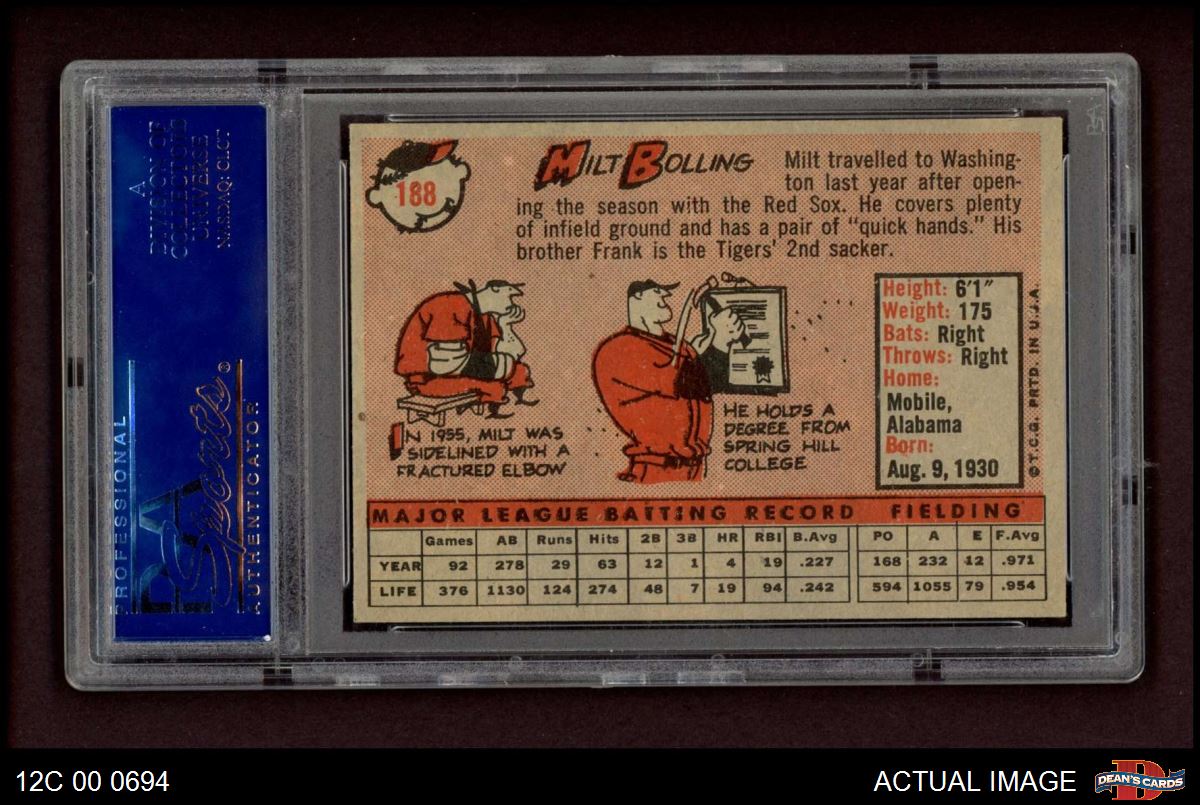 A
DIVISION OF
COLLECTORS
UNIVERSE
NASDAQ: CLCT
PROFESSIONAL
PSA
Sports®
AUTHENTICATOR
PSA
188
MILT BOLLING
Milt travelled to Washing-
ton last year after open-
ing the season with the Red Sox. He covers plenty
of infield ground and has a pair of "quick hands." His
brother Frank is the Tigers' 2nd sacker.
IN 1955, MILT WAS
SIDELINED WITH A
FRACTURED ELBOW
HE HOLDS A
DEGREE FROM
SPRING HILL
COLLEGE
Height: 6'1"
Weight: 175
Bats: Right
Throws: Right
Home:
Mobile,
Alabama
Born:
Aug. 9, 1930
©T.C.G. PRTD. IN U.S.A.
MAJOR LEAGUE BATTING RECORD FIELDING
Games AB Runs Hits 2B 3B HR RBI B.Avg PO A E F.Avg
YEAR 92 278 29 63 12 1 4 19 .227 168 232 12 .971
LIFE 376 1130 124 274 48 7 19 94 .242 594 1055 79 .954
12C 00 0694
ACTUAL IMAGE
D
DEAN'S CARDS